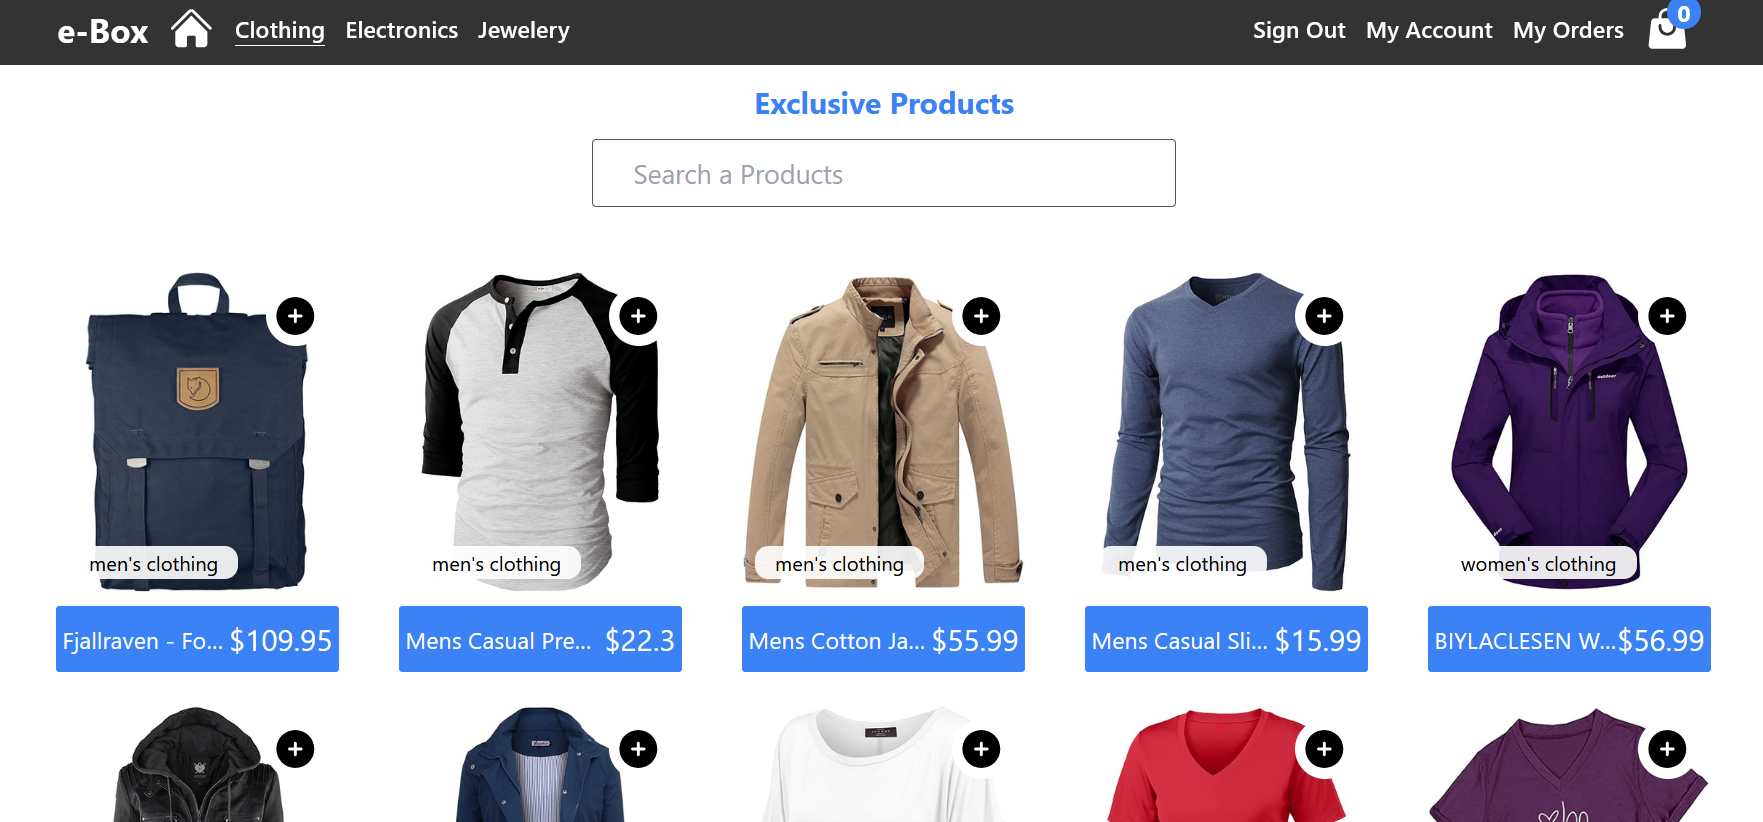 e-Box Clothing Electronics Jewelery Sign Out My Account My Orders 0
Exclusive Products
Search a Products
outdoor
men's clothing men's clothing men's clothing men's clothing women's clothing
Fjallraven - Fo... $109.95 Mens Casual Pre... $22.3 Mens Cotton Ja... $55.99 Mens Casual Sli... $15.99 BIYLACLESEN W... $56.99